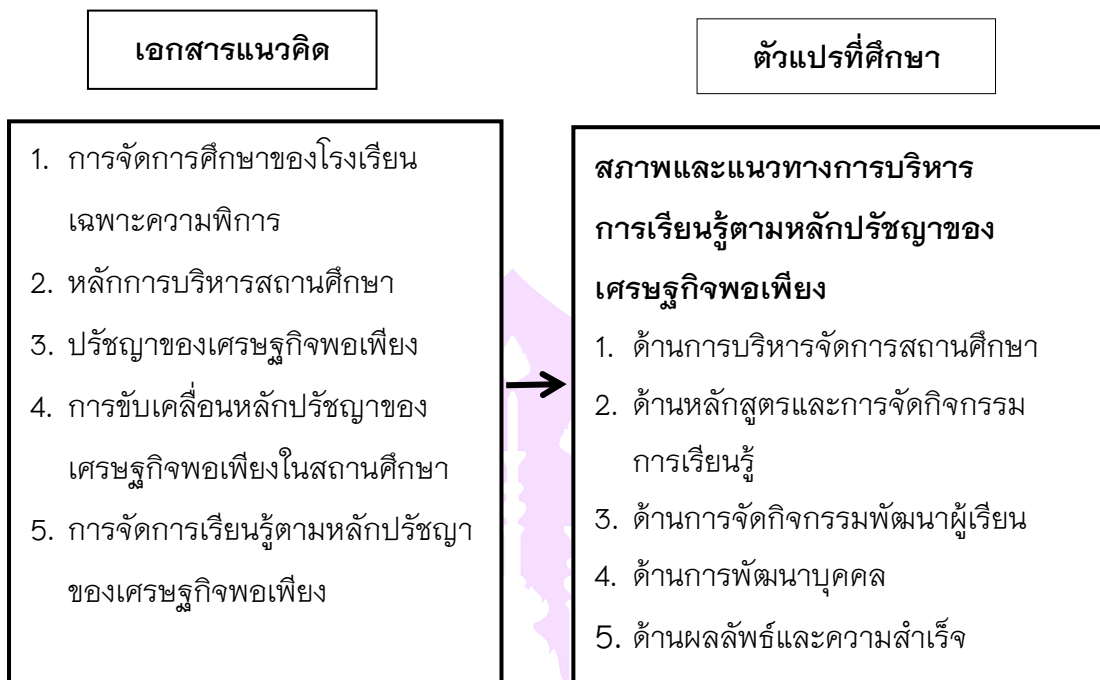 เอกสารแนวคิด
1. การจัดการศึกษาของโรงเรียน
เฉพาะความพิการ
2. หลักการบริหารสถานศึกษา
3. ปรัชญาของเศรษฐกิจพอเพียง
4. การขับเคลื่อนหลักปรัชญาของ
เศรษฐกิจพอเพียงในสถานศึกษา
5. การจัดการเรียนรู้ตามหลักปรัชญา
ของเศรษฐกิจพอเพียง
ตัวแปรที่ศึกษา
สภาพและแนวทางการบริหาร
การเรียนรู้ตามหลักปรัชญาของ
เศรษฐกิจพอเพียง
1. ด้านการบริหารจัดการสถานศึกษา
2. ด้านหลักสูตรและการจัดกิจกรรม
การเรียนรู้
3. ด้านการจัดกิจกรรมพัฒนาผู้เรียน
4. ด้านการพัฒนาบุคคล
5. ด้านผลลัพธ์และความสำเร็จ